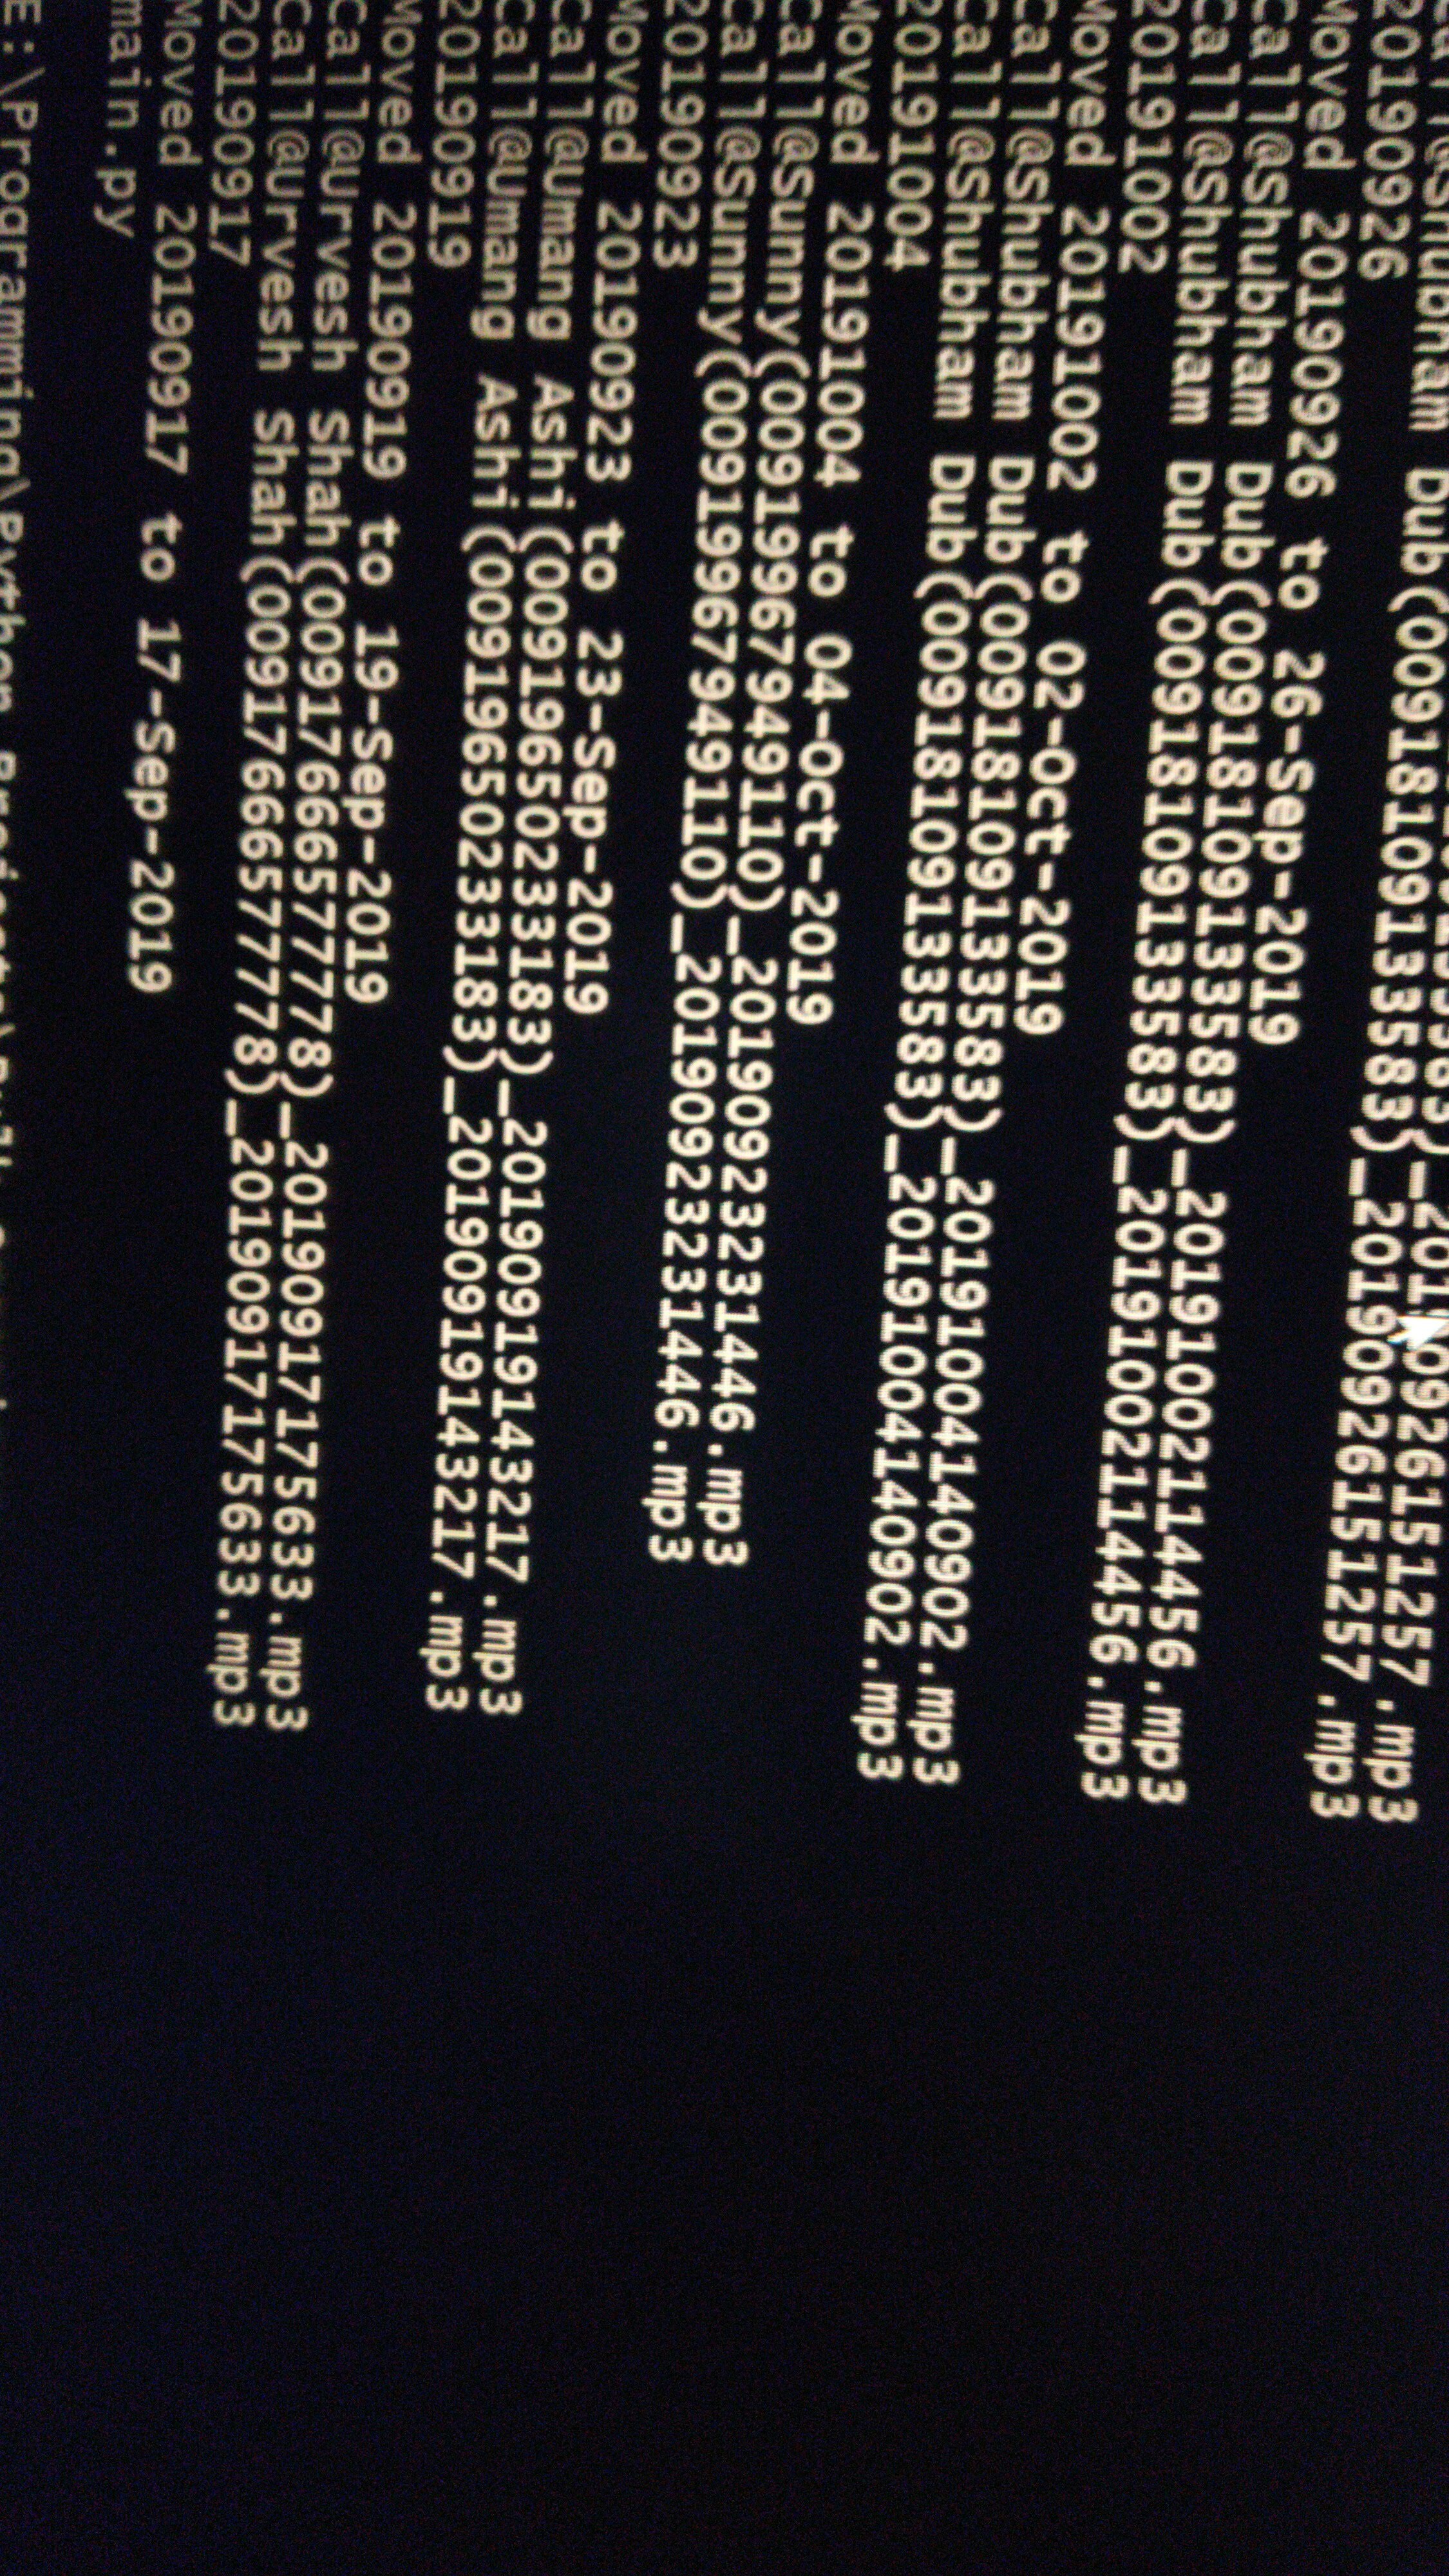 Call@Shubham Dub(00918109133583)_20190926151257.mp3
20190926
Moved 20190926 to 26-Sep-2019
Call@Shubham Dub(00918109133583)_20191002114456.mp3
Call@Shubham Dub(00918109133583)_20191002114456.mp3
20191002
Moved 20191002 to 02-Oct-2019
Call@Shubham Dub(00918109133583)_20191004140902.mp3
Call@Shubham Dub(00918109133583)_20191004140902.mp3
20191004
Moved 20191004 to 04-Oct-2019
Call@Sunny(00919967949110)_20190923231446.mp3
Call@Sunny(00919967949110)_20190923231446.mp3
20190923
Moved 20190923 to 23-Sep-2019
Call@Umang Ashi(00919650233183)_20190919143217.mp3
Call@Umang Ashi(00919650233183)_20190919143217.mp3
20190919
Moved 20190919 to 19-Sep-2019
Call@Urvesh Shah(00917666577778)_20190917175633.mp3
Call@Urvesh Shah(00917666577778)_20190917175633.mp3
20190917
Moved 20190917 to 17-Sep-2019
main.py
E:\Programming\Python Projects\Bulk